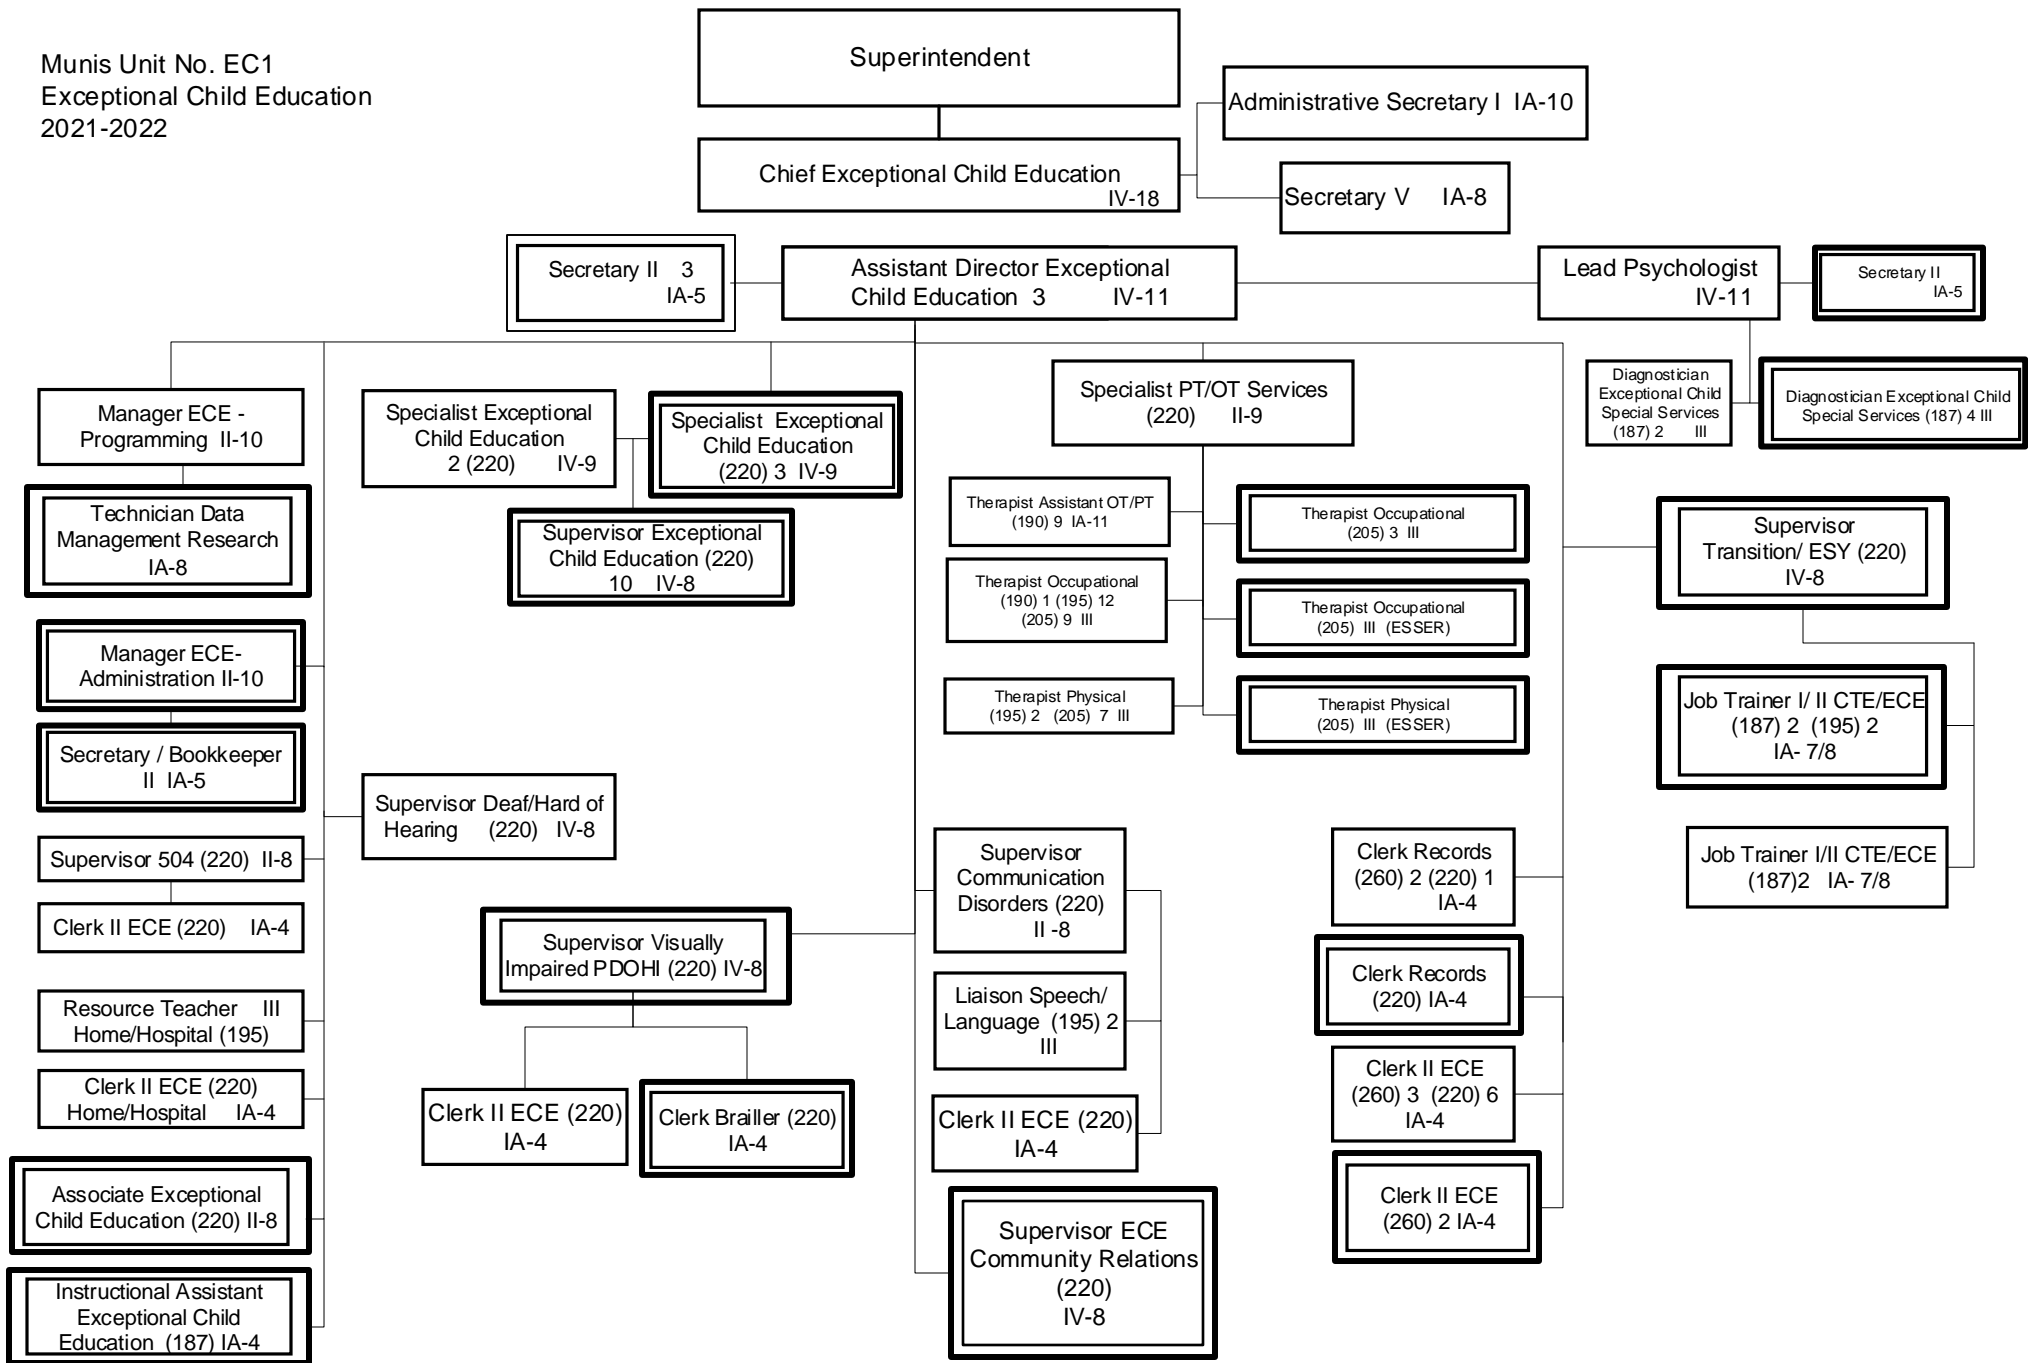 Munis Unit No. EC1
Exceptional Child Education
2021-2022
Superintendent
Administrative Secretary I IA-10
Chief Exceptional Child Education
IV-18
Secretary V IA-8
Secretary II 3
IA-5
Assistant Director Exceptional
Child Education 3 IV-11
Lead Psychologist
IV-11
Secretary II
IA-5
Manager ECE -
Programming II-10
Specialist Exceptional
Child Education
2 (220) IV-9
Specialist Exceptional
Child Education
(220) 3 IV-9
Specialist PT/OT Services
(220) II-9
Diagnostician
Exceptional Child
Special Services
(187) 2 III
Diagnostician Exceptional Child
Special Services (187) 4 III
Technician Data
Management Research
IA-8
Supervisor Exceptional
Child Education (220)
10 IV-8
Therapist Assistant OT/PT
(190) 9 IA-11
Therapist Occupational
(205) 3 III
Supervisor
Transition/ ESY (220)
IV-8
Therapist Occupational
(190) 1 (195) 12
(205) 9 III
Therapist Occupational
(205) III (ESSER)
Manager ECE-
Administration II-10
Therapist Physical
(195) 2 (205) 7 III
Therapist Physical
(205) III (ESSER)
Job Trainer I/ II CTE/ECE
(187) 2 (195) 2
IA- 7/8
Secretary / Bookkeeper
II IA-5
Supervisor Deaf/Hard of
Hearing (220) IV-8
Supervisor 504 (220) II-8
Supervisor
Communication
Disorders (220)
II -8
Clerk Records
(260) 2 (220) 1
IA-4
Job Trainer I/II CTE/ECE
(187)2 IA- 7/8
Clerk II ECE (220) IA-4
Supervisor Visually
Impaired PDOHI (220) IV-8
Clerk Records
(220) IA-4
Resource Teacher III
Home/Hospital (195)
Liaison Speech/
Language (195) 2
III
Clerk II ECE (220)
Home/Hospital IA-4
Clerk II ECE (220)
IA-4
Clerk Brailler (220)
IA-4
Clerk II ECE (220)
IA-4
Clerk II ECE
(260) 3 (220) 6
IA-4
Associate Exceptional
Child Education (220) II-8
Clerk II ECE
(260) 2 IA-4
Supervisor ECE
Community Relations
(220)
IV-8
Instructional Assistant
Exceptional Child
Education (187) IA-4